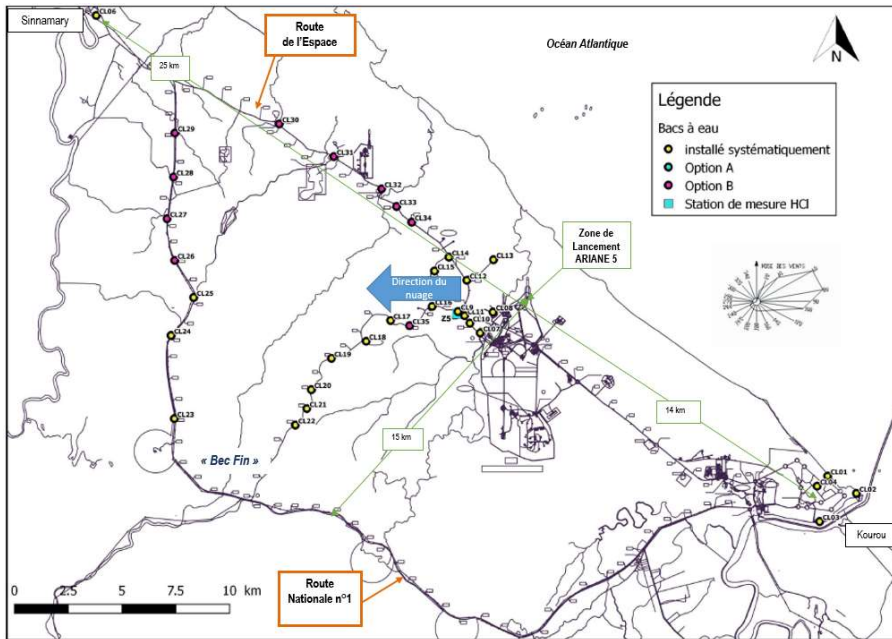 Sinnamary
CL06
Route
de l'Espace
Océan Atlantique
N
25 km
Légende
Bacs à eau
installé systématiquement
Option A
Option B
Station de mesure HCl
CL30
CL29
CL31
CL28
CL32
CL33
CL34
CL27
Zone de
Lancement
ARIANE 5
CL26
CL14
CL13
CL15
CL12
ROSE DES VENTS
Direction du
nuage
CL25
CL16
CL9
CL11
CL08
ZS
CL10
CL17
CL35
CL07
CL24
CL18
CL19
CL20
CL21
CL22
CL23
14 km
15 km
« Bec Fin »
CL01
CL04
CL02
CL03
Kourou
0 2.5 5 7.5 10 km
Route
Nationale n°1